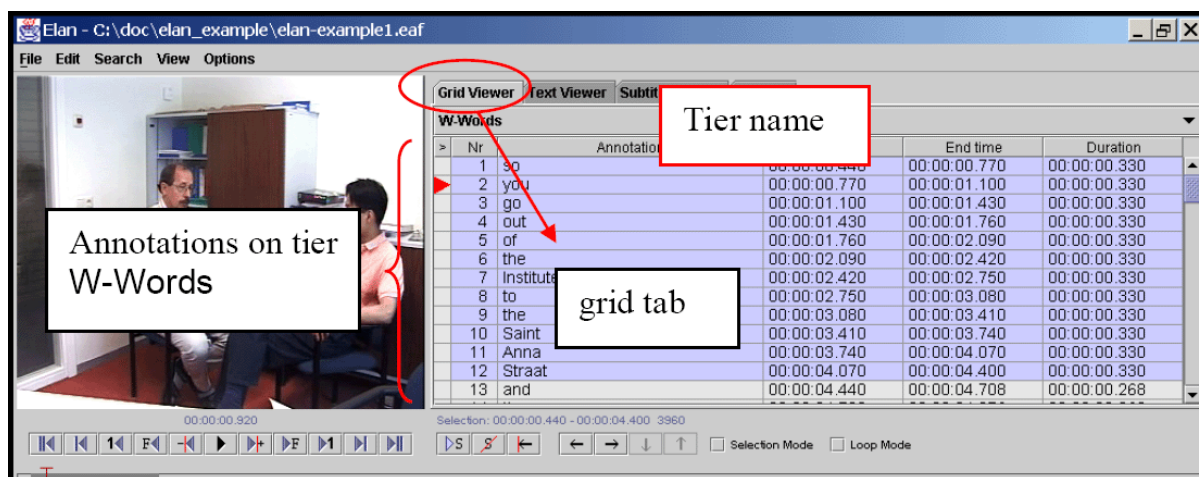 Elan - C:\doc\elan_example\elan-example1.eaf
File Edit Search View Options
Grid Viewer Text Viewer Subtit
W-Words
Tier name
> Nr Annotation End time Duration
1 so 00:00:00.440 00:00:00.770 00:00:00.330
2 you 00:00:00.770 00:00:01.100 00:00:00.330
3 go 00:00:01.100 00:00:01.430 00:00:00.330
4 out 00:00:01.430 00:00:01.760 00:00:00.330
5 of 00:00:01.760 00:00:02.090 00:00:00.330
6 the 00:00:02.090 00:00:02.420 00:00:00.330
7 Institute 00:00:02.420 00:00:02.750 00:00:00.330
8 to 00:00:02.750 00:00:03.080 00:00:00.330
9 the 00:00:03.080 00:00:03.410 00:00:00.330
10 Saint 00:00:03.410 00:00:03.740 00:00:00.330
11 Anna 00:00:03.740 00:00:04.070 00:00:00.330
12 Straat 00:00:04.070 00:00:04.400 00:00:00.330
13 and 00:00:04.440 00:00:04.708 00:00:00.268
Annotations on tier
W-Words
grid tab
00:00:00.920
Selection: 00:00:00.440 - 00:00:04.400 3960
1 F F 1
S S Selection Mode Loop Mode